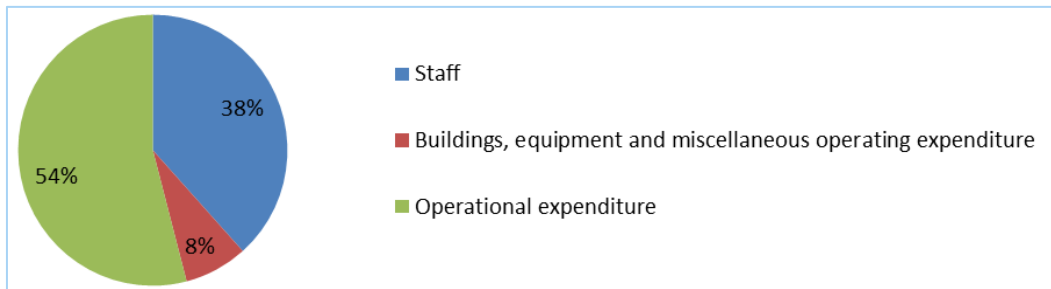 Staff
38%
Buildings, equipment and miscellaneous operating expenditure
54%
Operational expenditure
8%